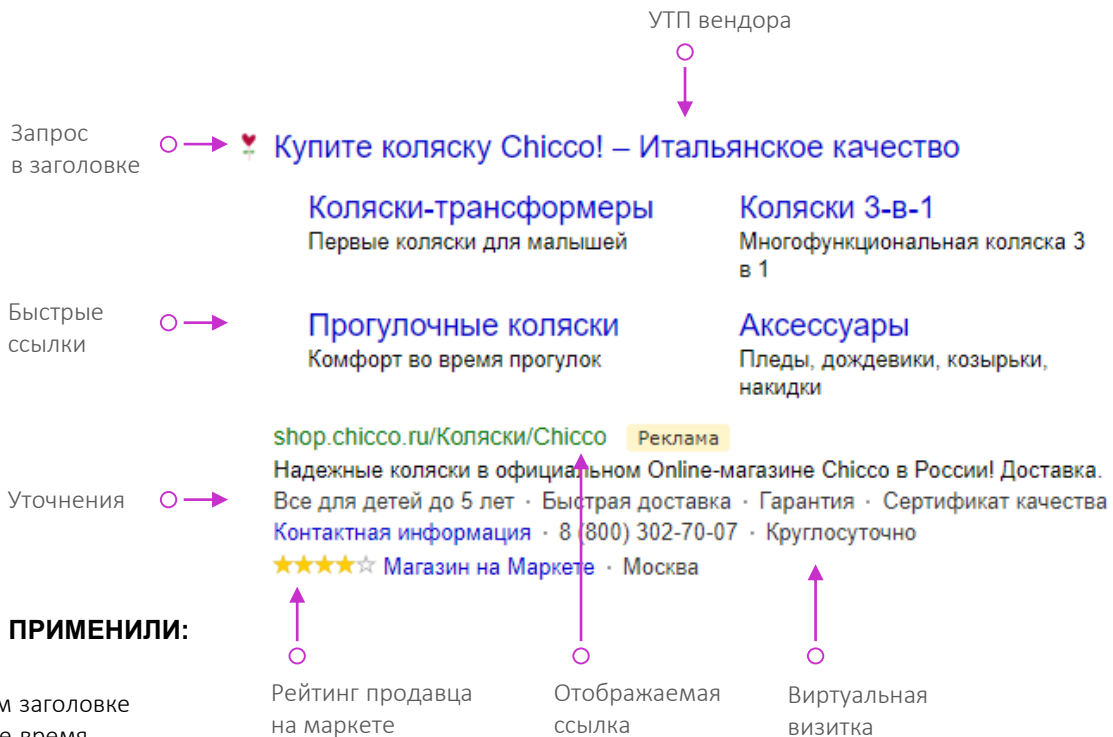 УТП вендора
Запрос
в заголовке
Купите коляску Chicco! – Итальянское качество
Коляски-трансформеры
Первые коляски для малышей
Коляски 3-в-1
Многофункциональная коляска 3
в 1
Быстрые
ссылки
Прогулочные коляски
Комфорт во время прогулок
Аксессуары
Пледы, дождевики, козырьки,
накидки
shop.chicco.ru/Коляски/Chicco Реклама
Надежные коляски в официальном Online-магазине Chicco в России! Доставка.
Уточнения
Все для детей до 5 лет · Быстрая доставка · Гарантия · Сертификат качества
Контактная информация · 8 (800) 302-70-07 · Круглосуточно
Магазин на Маркете · Москва
ПРИМЕНИЛИ:
Рейтинг продавца
на маркете
Отображаемая
ссылка
Виртуальная
визитка
м заголовке
е время